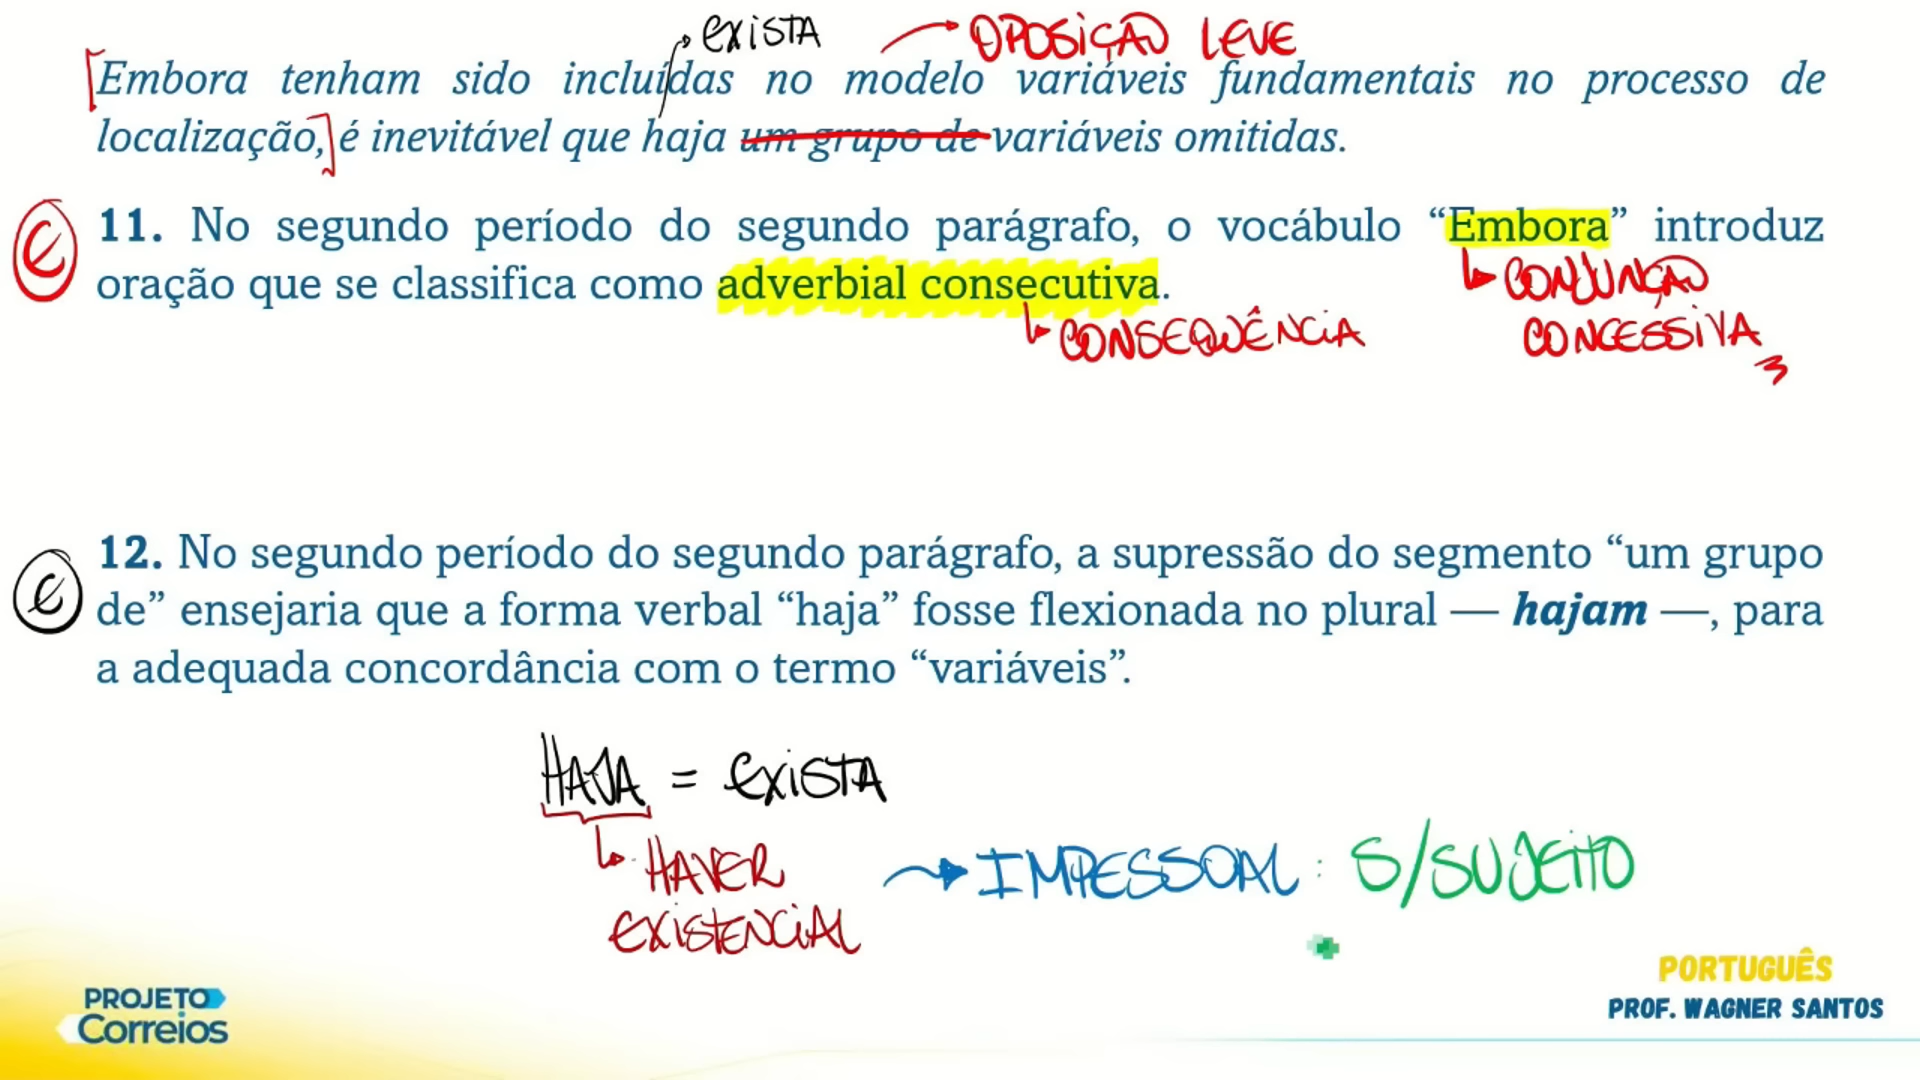 exista → OPOSIÇÃO LEVE
Embora tenham sido incluídas no modelo variáveis fundamentais no processo de
localização, é inevitável que haja um grupo de variáveis omitidas.
11. No segundo período do segundo parágrafo, o vocábulo “Embora” introduz
oração que se classifica como adverbial consecutiva.
CONJUNÇÃO
CONCESSIVA
CONSEQUÊNCIA
e
12. No segundo período do segundo parágrafo, a supressão do segmento “um grupo
de” ensejaria que a forma verbal “haja” fosse flexionada no plural — hajam —, para
a adequada concordância com o termo “variáveis”.
e
HAJA = exista
HAVER → IMPESSOAL : S/SUJEITO
EXISTENCIAL
PORTUGUÊS
PROF. WAGNER SANTOS
PROJETO
Correios